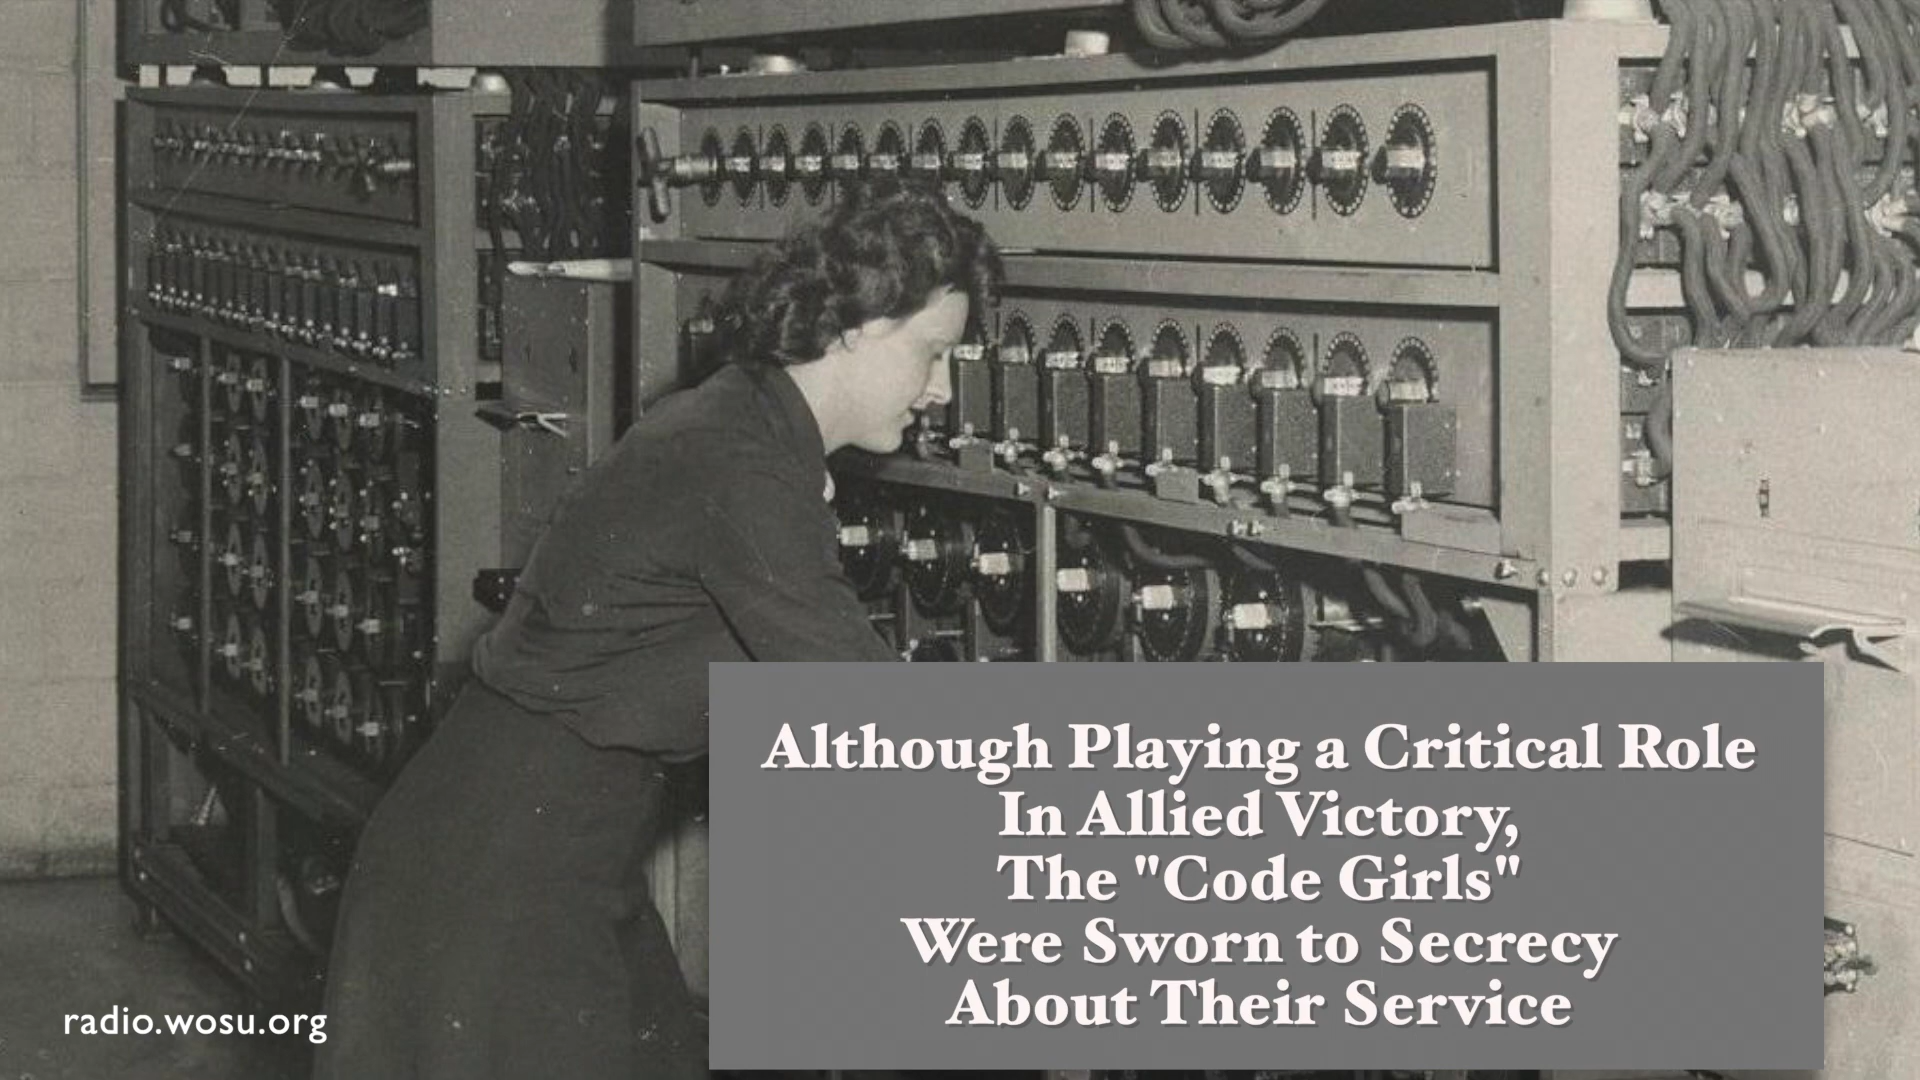 Although Playing a Critical Role
In Allied Victory,
The "Code Girls"
Were Sworn to Secrecy
About Their Service
radio.wosu.org